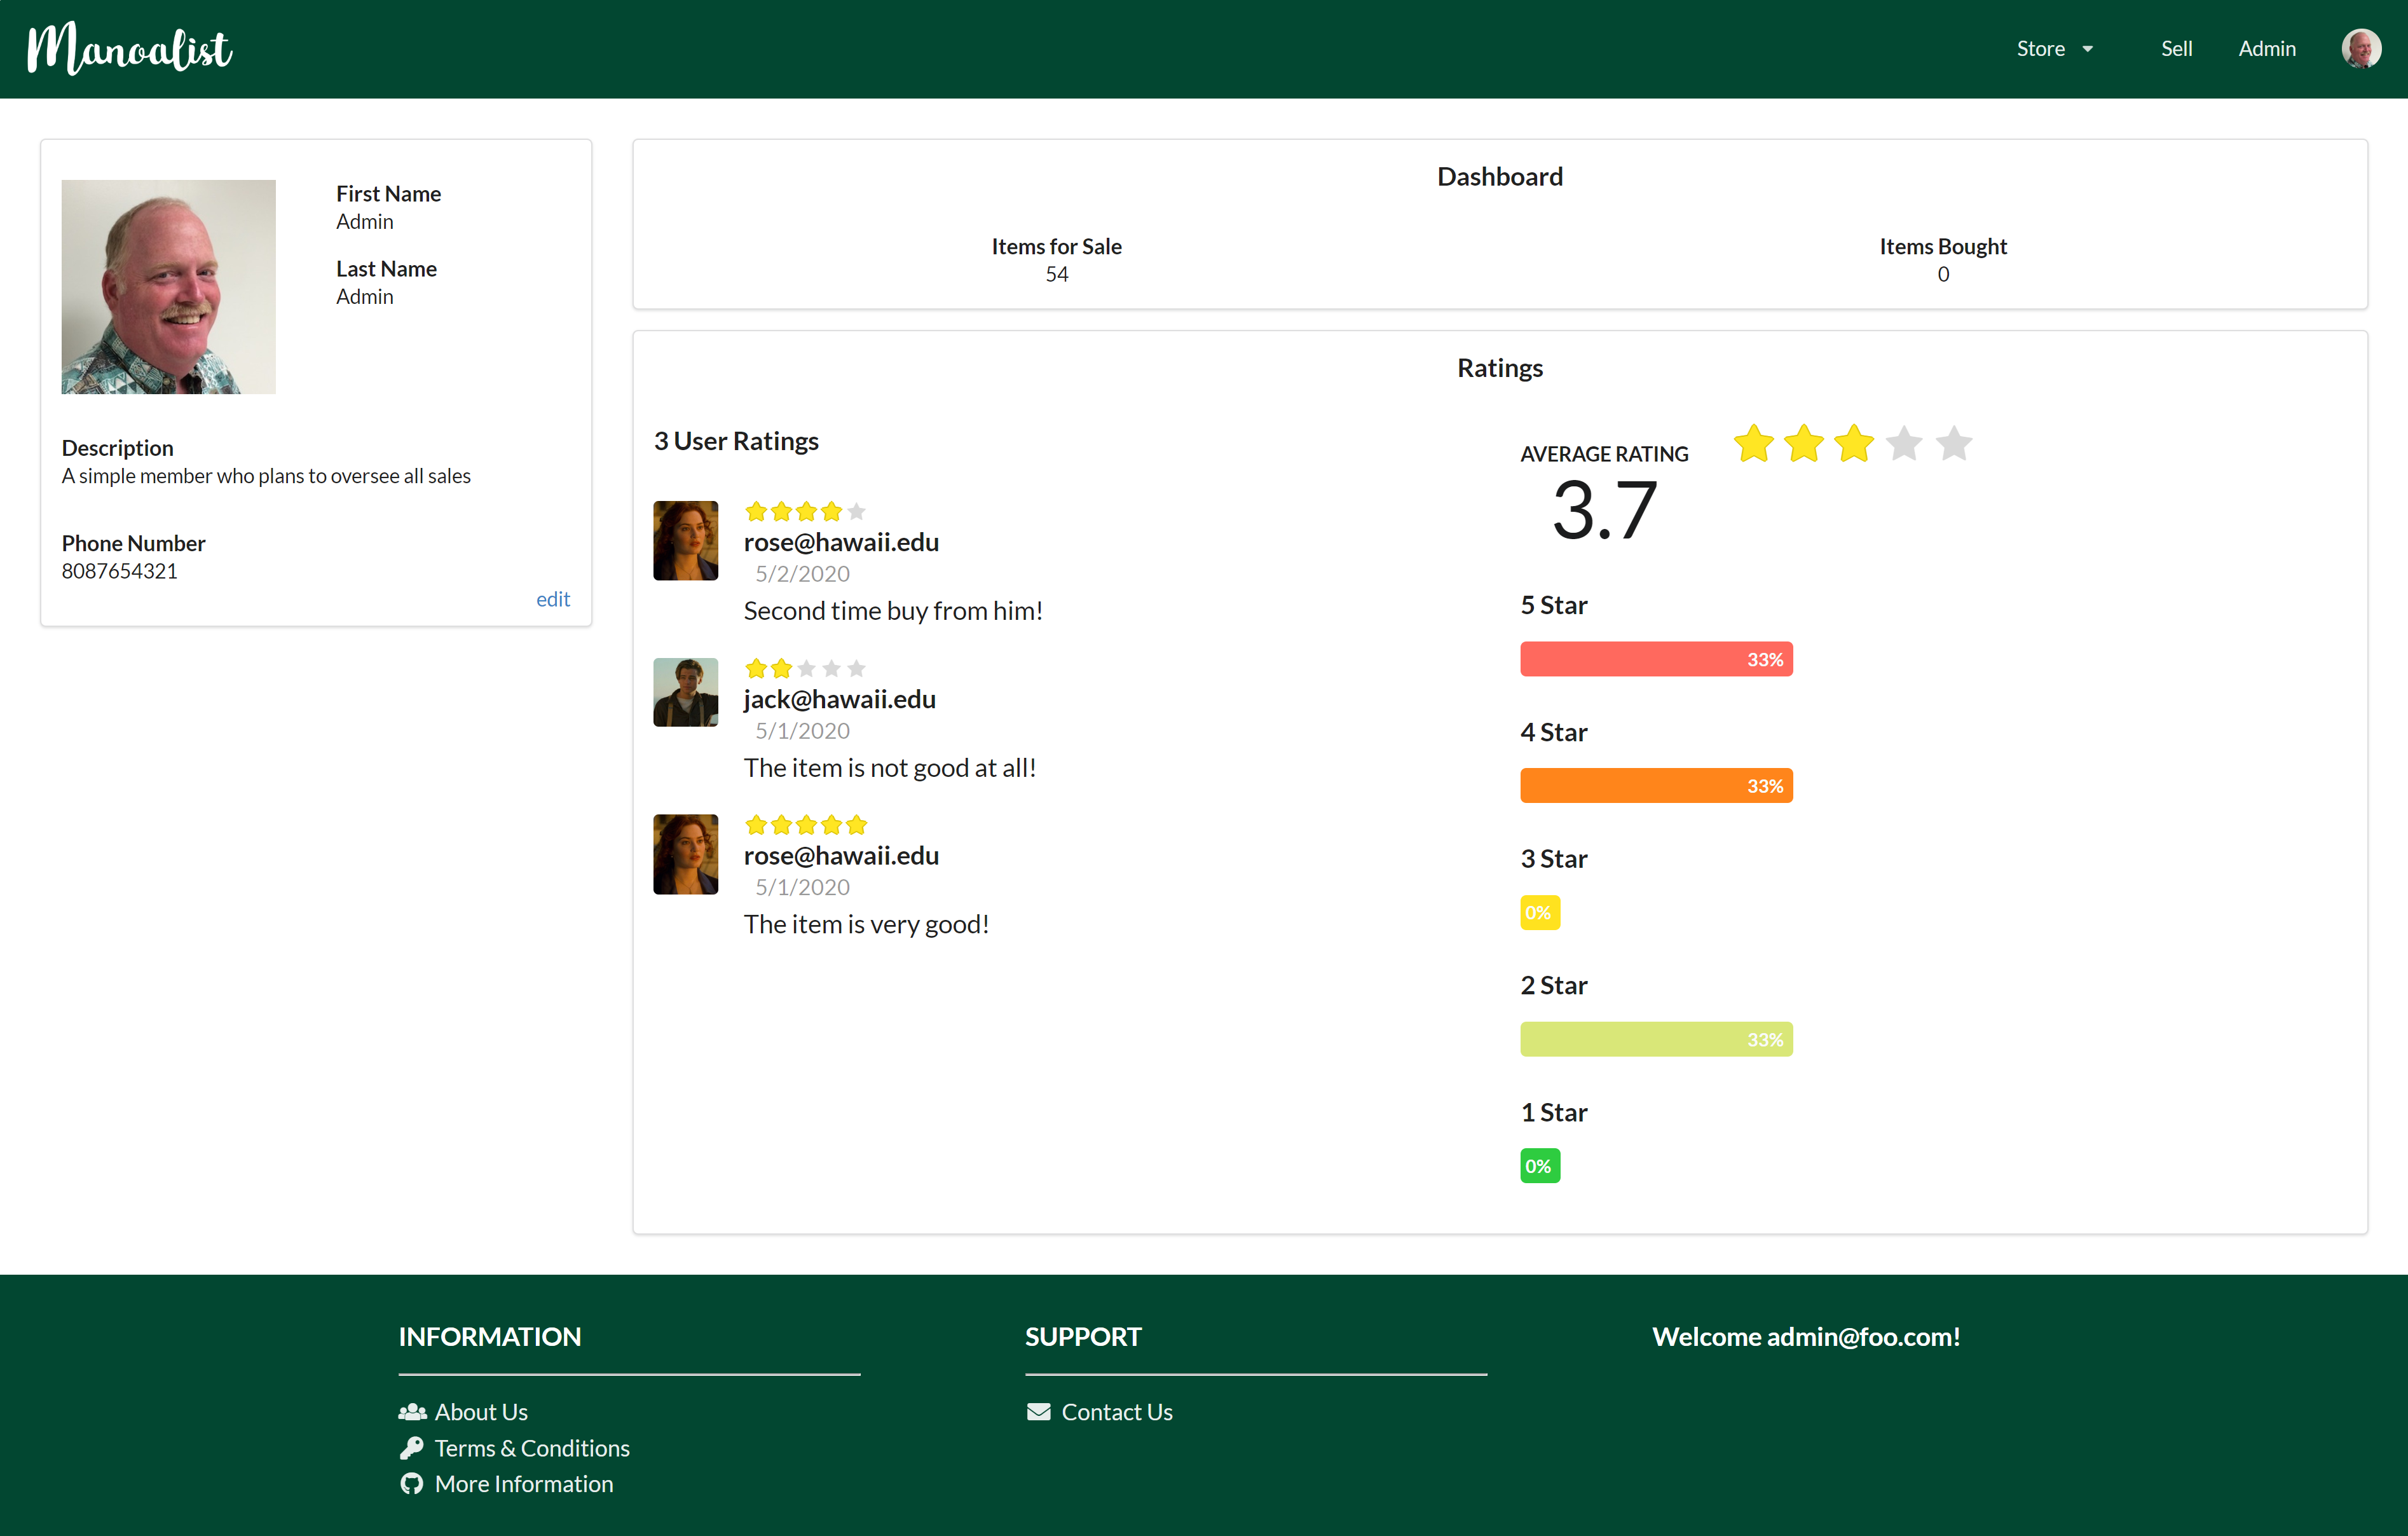 Manoalist
Store
Sell
Admin
First Name
Admin
Last Name
Admin
Description
A simple member who plans to oversee all sales
Phone Number
8087654321
edit
Dashboard
Items for Sale
54
Items Bought
0
Ratings
3 User Ratings
rose@hawaii.edu
5/2/2020
Second time buy from him!
jack@hawaii.edu
5/1/2020
The item is not good at all!
rose@hawaii.edu
5/1/2020
The item is very good!
AVERAGE RATING
3.7
5 Star
33%
4 Star
33%
3 Star
0%
2 Star
33%
1 Star
0%
INFORMATION
About Us
Terms & Conditions
More Information
SUPPORT
Contact Us
Welcome admin@foo.com!